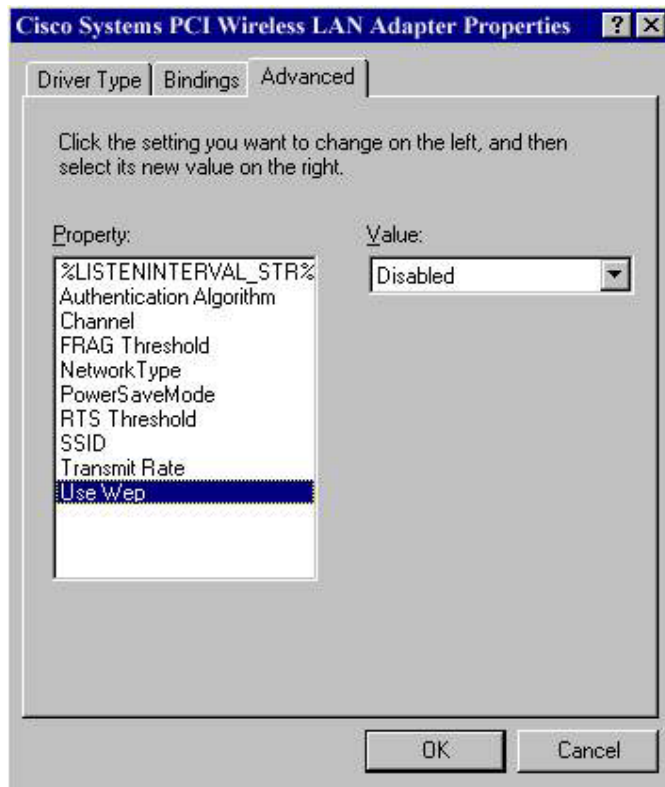 Cisco Systems PCI Wireless LAN Adapter Properties
Driver Type Bindings Advanced
Click the setting you want to change on the left, and then
select its new value on the right.
Property:
Value:
%LISTENINTERVAL_STR%
Authentication Algorithm
Channel
FRAG Threshold
NetworkType
PowerSaveMode
RTS Threshold
SSID
Transmit Rate
Use Wep
Disabled
OK Cancel